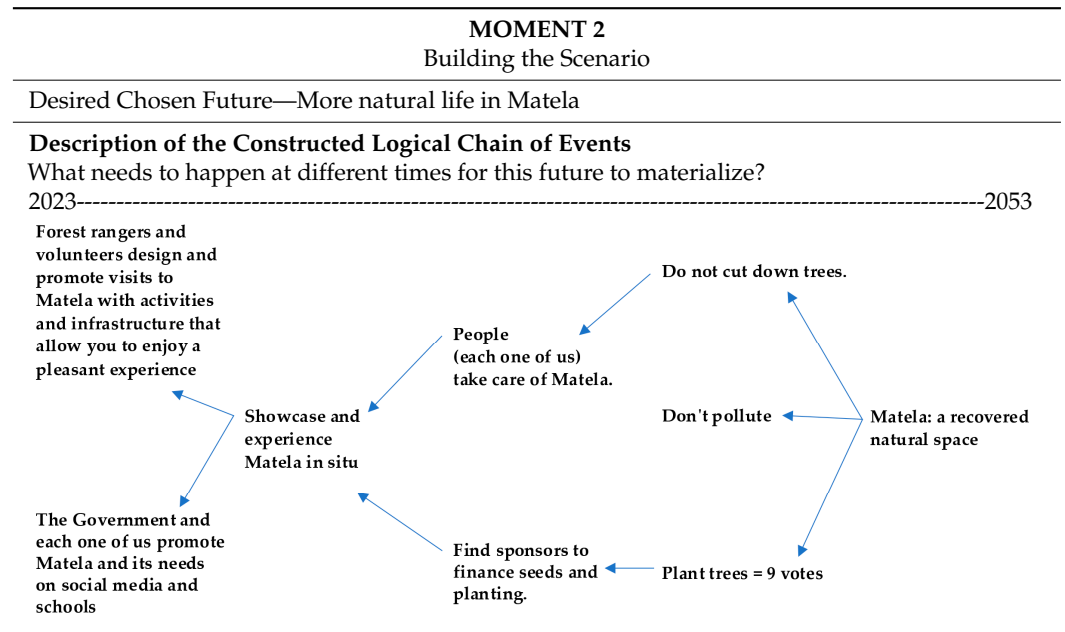 MOMENT 2
Building the Scenario
Desired Chosen Future—More natural life in Matela
Description of the Constructed Logical Chain of Events
What needs to happen at different times for this future to materialize?
2023--------------------------------------------------------------------------------------------------------------------2053
Forest rangers and
volunteers design and
promote visits to
Matela with activities
and infrastructure that
allow you to enjoy a
pleasant experience
The Government and
each one of us promote
Matela and its needs
on social media and
schools
Showcase and
experience
Matela in situ
People
(each one of us)
take care of Matela.
Find sponsors to
finance seeds and
planting.
Do not cut down trees.
Don't pollute
Plant trees = 9 votes
Matela: a recovered
natural space